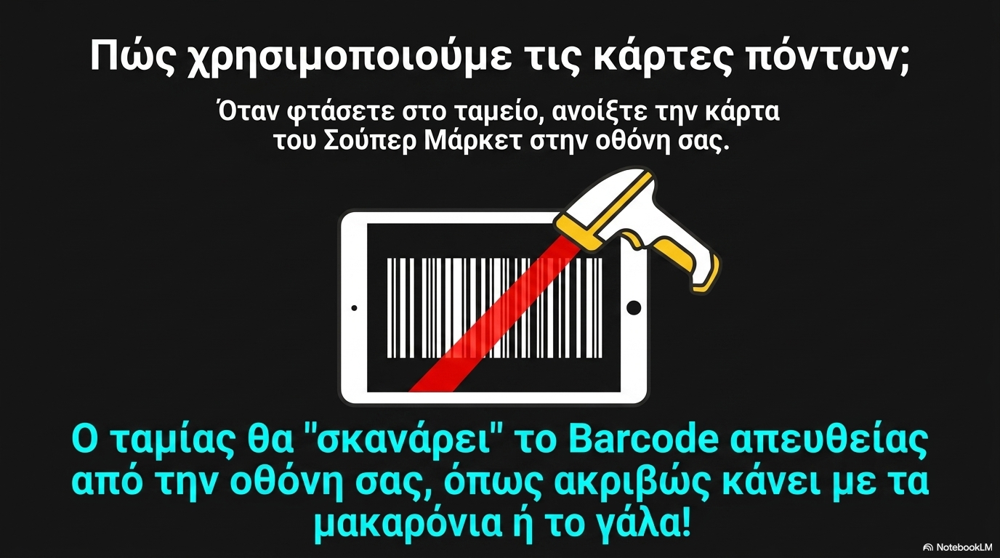 Πώς χρησιμοποιούμε τις κάρτες πόντων;
Όταν φτάσετε στο ταμείο, ανοίξτε την κάρτα
του Σούπερ Μάρκετ στην οθόνη σας.
Ο ταμίας θα "σκανάρει" το Barcode απευθείας
από την οθόνη σας, όπως ακριβώς κάνει με τα
μακαρόνια ή το γάλα!
NotebookLM